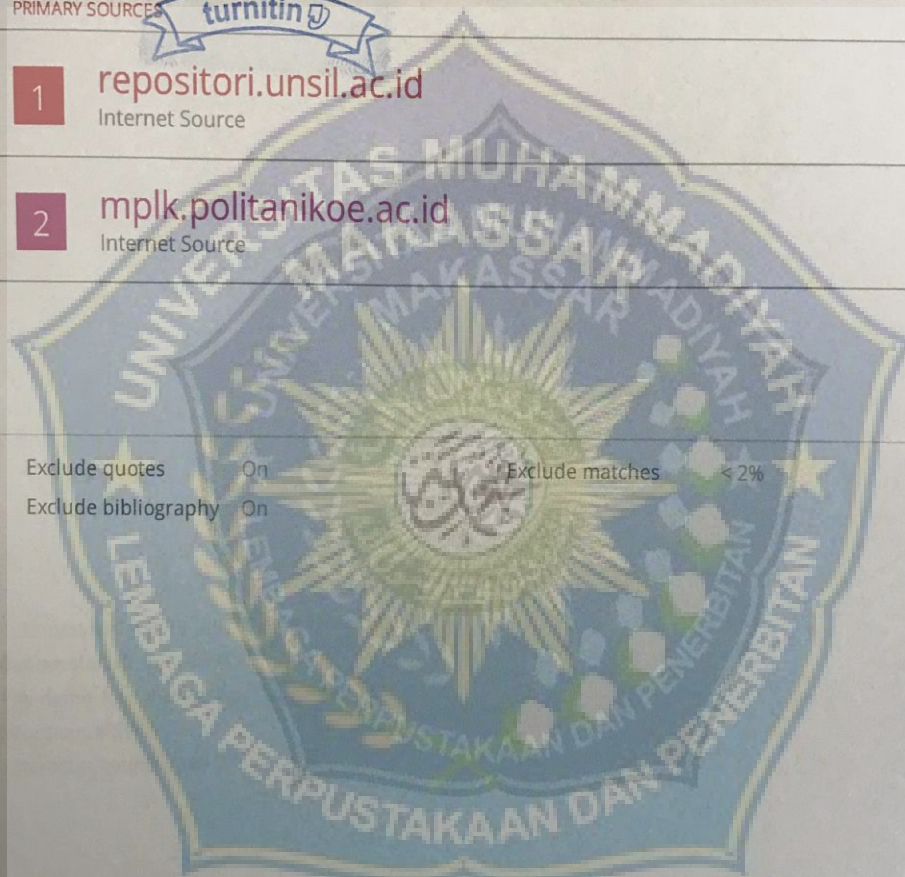 PRIMARY SOURCES
turnitin
1
repositori.unsil.ac.id
Internet Source
2
mplk.politanikoe.ac.id
Internet Source
Exclude quotes On
Exclude matches < 2%
Exclude bibliography On
UNIVERSITAS MUHAMMADIYAH
MAKASSAR
UNIVERSITAS MUHAMMADIYAH
MAKASSAR
LEMBAGA PERPUSTAKAAN DAN PENERBITAN
LEMBAGA PERPUSTAKAAN DAN PENERBITAN